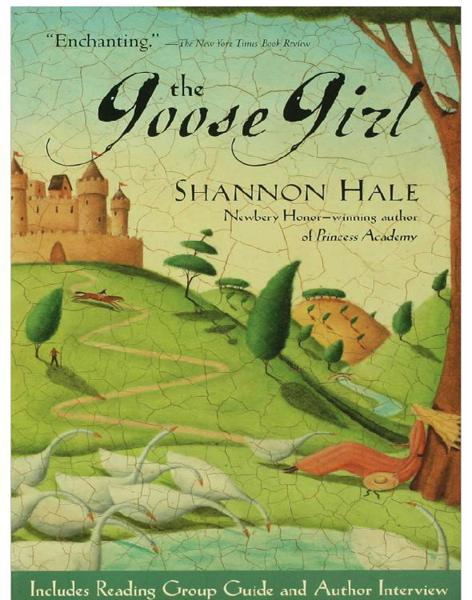 "Enchanting." —The New York Times Book Review
the
Goose Girl
SHANNON HALE
Newbery Honor–winning author
of Princess Academy
Includes Reading Group Guide and Author Interview